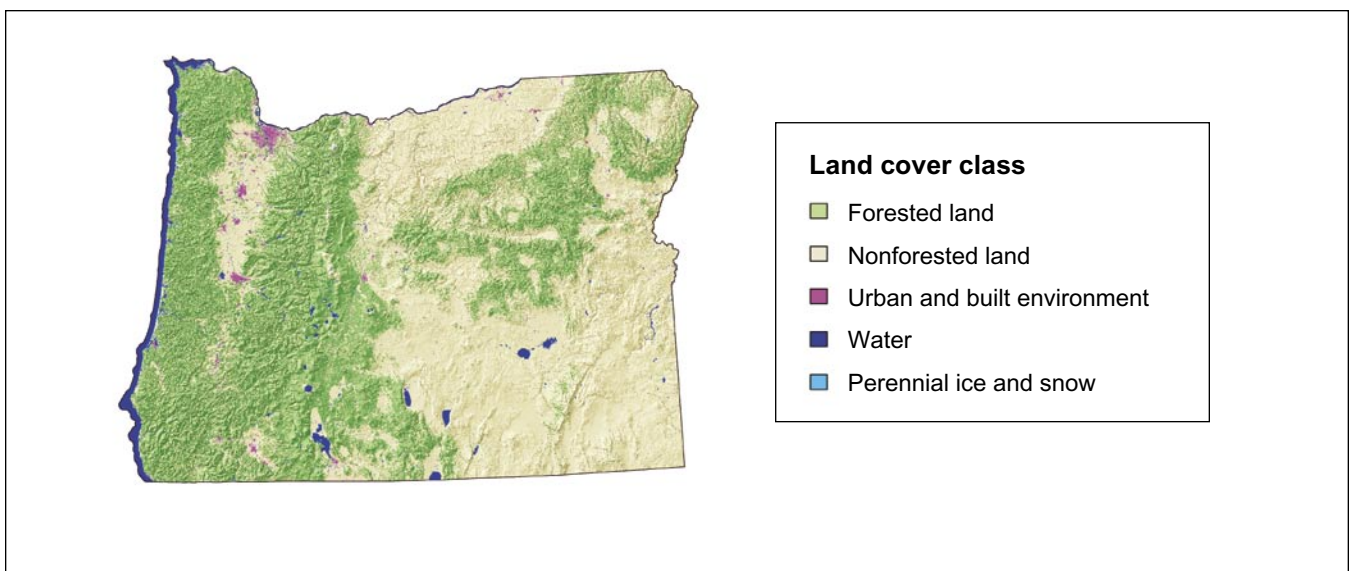 Land cover class
Forested land
Nonforested land
Urban and built environment
Water
Perennial ice and snow